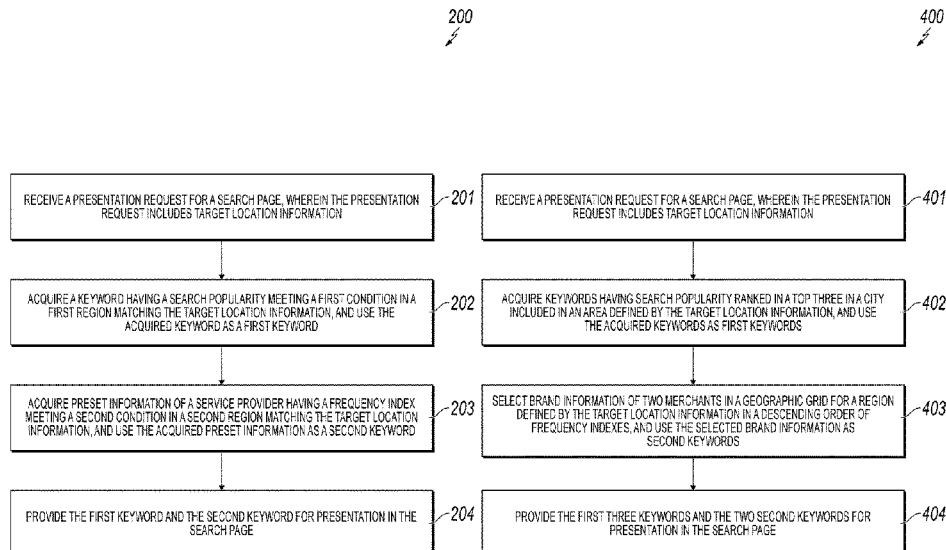 200
RECEIVE A PRESENTATION REQUEST FOR A SEARCH PAGE, WHEREIN THE PRESENTATION
REQUEST INCLUDES TARGET LOCATION INFORMATION
201
ACQUIRE A KEYWORD HAVING A SEARCH POPULARITY MEETING A FIRST CONDITION IN A
FIRST REGION MATCHING THE TARGET LOCATION INFORMATION, AND USE THE
ACQUIRED KEYWORD AS A FIRST KEYWORD
202
ACQUIRE PRESET INFORMATION OF A SERVICE PROVIDER HAVING A FREQUENCY INDEX
MEETING A SECOND CONDITION IN A SECOND REGION MATCHING THE TARGET LOCATION
INFORMATION, AND USE THE ACQUIRED PRESET INFORMATION AS A SECOND KEYWORD
203
PROVIDE THE FIRST KEYWORD AND THE SECOND KEYWORD FOR PRESENTATION IN THE
SEARCH PAGE
204
400
RECEIVE A PRESENTATION REQUEST FOR A SEARCH PAGE, WHEREIN THE PRESENTATION
REQUEST INCLUDES TARGET LOCATION INFORMATION
401
ACQUIRE KEYWORDS HAVING SEARCH POPULARITY RANKED IN A TOP THREE IN A CITY
INCLUDED IN AN AREA DEFINED BY THE TARGET LOCATION INFORMATION, AND USE
THE ACQUIRED KEYWORDS AS FIRST KEYWORDS
402
SELECT BRAND INFORMATION OF TWO MERCHANTS IN A GEOGRAPHIC GRID FOR A REGION
DEFINED BY THE TARGET LOCATION INFORMATION IN A DESCENDING ORDER OF
FREQUENCY INDEXES, AND USE THE SELECTED BRAND INFORMATION AS
SECOND KEYWORDS
403
PROVIDE THE FIRST THREE KEYWORDS AND THE TWO SECOND KEYWORDS FOR
PRESENTATION IN THE SEARCH PAGE
404